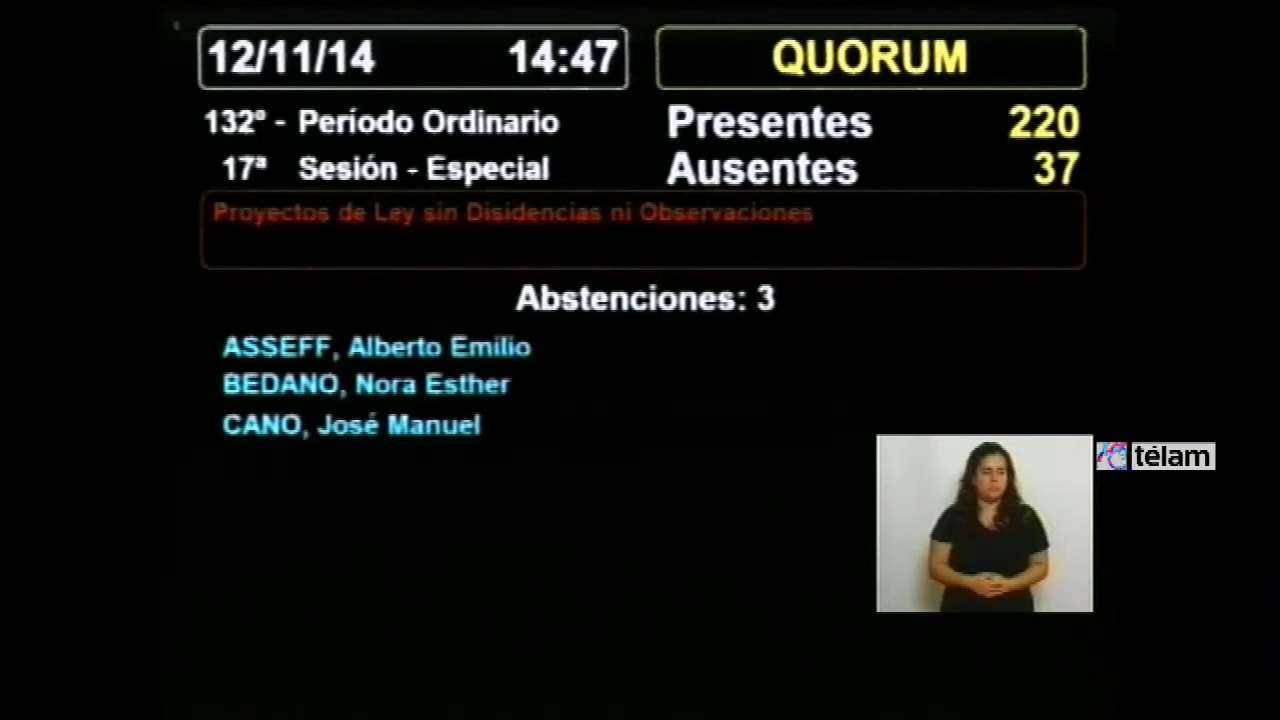 12/11/14 14:47
QUORUM
132º - Período Ordinario
Presentes 220
17ª Sesión - Especial
Ausentes 37
Proyectos de Ley sin Disidencias ni Observaciones
Abstenciones: 3
ASSEFF, Alberto Emilio
BEDANO, Nora Esther
CANO, José Manuel
télam